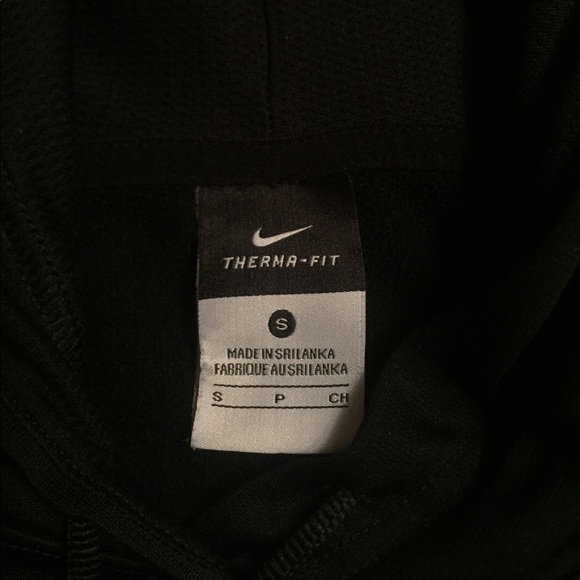 THERMA-FIT
S
MADE IN SRI LANKA
FABRIQUE AU SRI LANKA
S P CH